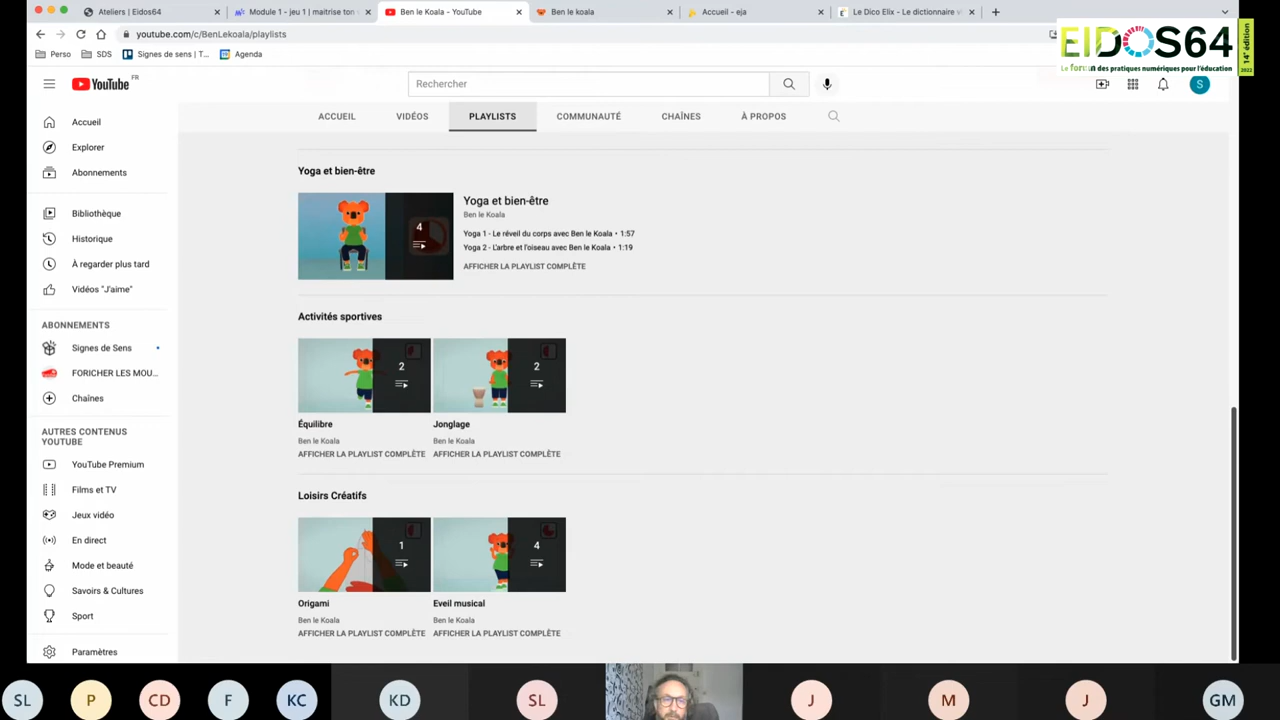 Ateliers | Eidos64
Module 1 - jeu 1 | maitrise ton
Ben le Koala - YouTube
Ben le koala
Accueil – eja
Le Dico Elix - Le dictionnaire vi
youtube.com/c/BenLekoala/playlists
Perso
SDS
Signes de sens | T...
Agenda
EIDOS64
Le forum des pratiques numériques pour l'éducation
14e édition
2022
YouTube
FR
Rechercher
S
ACCUEIL
VIDÉOS
PLAYLISTS
COMMUNAUTÉ
CHAÎNES
À PROPOS
Accueil
Explorer
Abonnements
Bibliothèque
Historique
À regarder plus tard
Vidéos "J'aime"
ABONNEMENTS
Signes de Sens
FORICHER LES MOU...
Chaînes
AUTRES CONTENUS
YOUTUBE
YouTube Premium
Films et TV
Jeux vidéo
En direct
Mode et beauté
Savoirs & Cultures
Sport
Paramètres
Yoga et bien-être
4
Yoga et bien-être
Ben le Koala
Yoga 1 - Le réveil du corps avec Ben le Koala • 1:57
Yoga 2 - L'arbre et l'oiseau avec Ben le Koala • 1:19
AFFICHER LA PLAYLIST COMPLÈTE
Activités sportives
2
2
Équilibre
Jonglage
Ben le Koala
Ben le Koala
AFFICHER LA PLAYLIST COMPLÈTE
AFFICHER LA PLAYLIST COMPLÈTE
Loisirs Créatifs
1
4
Origami
Eveil musical
Ben le Koala
Ben le Koala
AFFICHER LA PLAYLIST COMPLÈTE
AFFICHER LA PLAYLIST COMPLÈTE
SL
P
CD
F
KC
KD
SL
J
M
J
GM